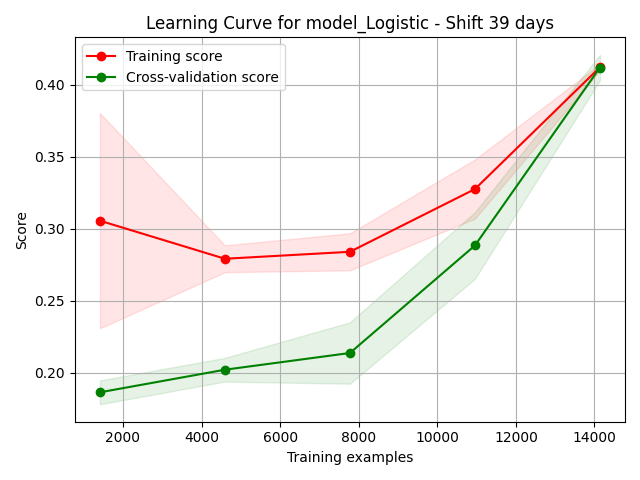 Learning Curve for model_Logistic - Shift 39 days
Training score
Cross-validation score
Score
0.40
0.35
0.30
0.25
0.20
2000 4000 6000 8000 10000 12000 14000
Training examples